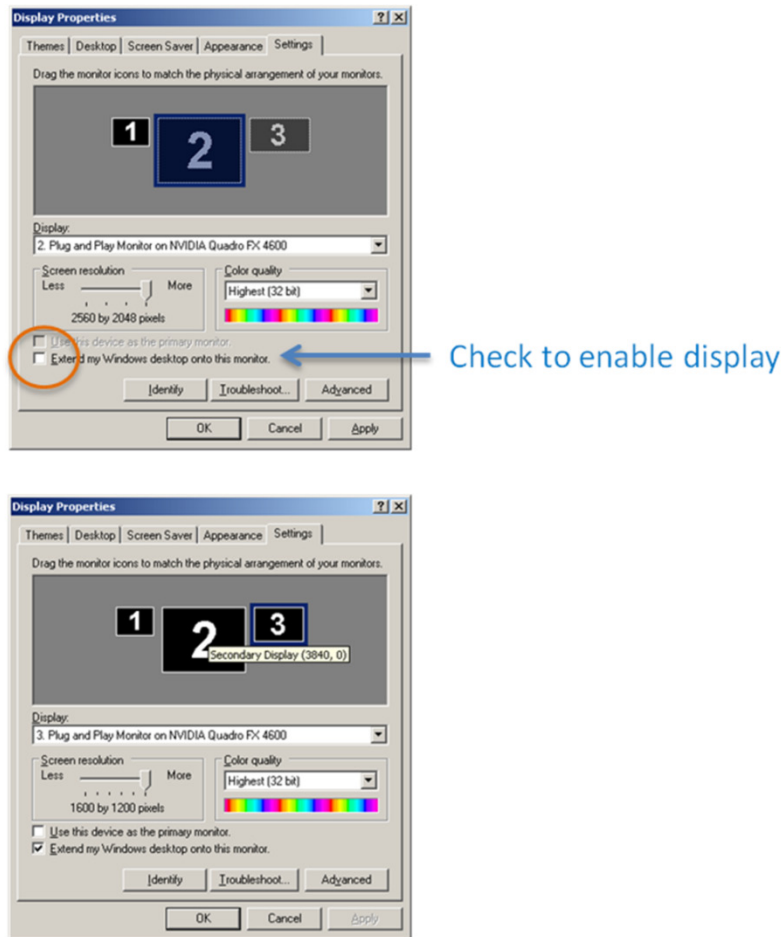 Display Properties
Themes Desktop Screen Saver Appearance Settings
Drag the monitor icons to match the physical arrangement of your monitors.
1 2 3
Display:
2. Plug and Play Monitor on NVIDIA Quadro FX 4600
Screen resolution Color quality
Less More Highest (32 bit)
2560 by 2048 pixels
Use this device as the primary monitor.
Extend my Windows desktop onto this monitor. Check to enable display
Identify Troubleshoot... Advanced
OK Cancel Apply
Display Properties
Themes Desktop Screen Saver Appearance Settings
Drag the monitor icons to match the physical arrangement of your monitors.
1 2 3
Secondary Display (3840, 0)
Display:
3. Plug and Play Monitor on NVIDIA Quadro FX 4600
Screen resolution Color quality
Less More Highest (32 bit)
1600 by 1200 pixels
Use this device as the primary monitor.
Extend my Windows desktop onto this monitor.
Identify Troubleshoot... Advanced
OK Cancel Apply